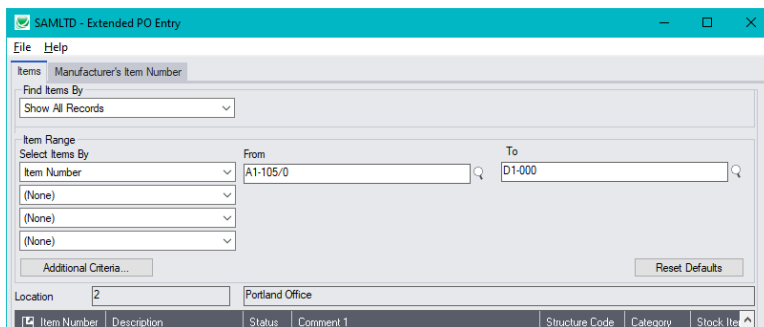 SAMLTD - Extended PO Entry
File Help
Items Manufacturer's Item Number
Find Items By
Show All Records
Item Range
Select Items By From To
Item Number A1-105/0 D1-000
(None)
(None)
(None)
Additional Criteria... Reset Defaults
Location 2 Portland Office
Item Number Description Status Comment 1 Structure Code Category Stock Ite